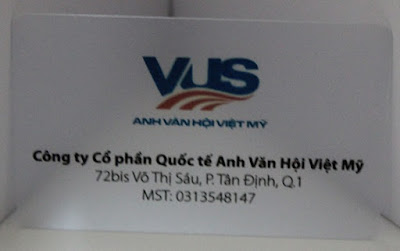 VUS
ANH VĂN HỘI VIỆT MỸ
Công ty Cổ phần Quốc tế Anh Văn Hội Việt Mỹ
72bis Võ Thị Sáu, P. Tân Định, Q.1
MST: 0313548147